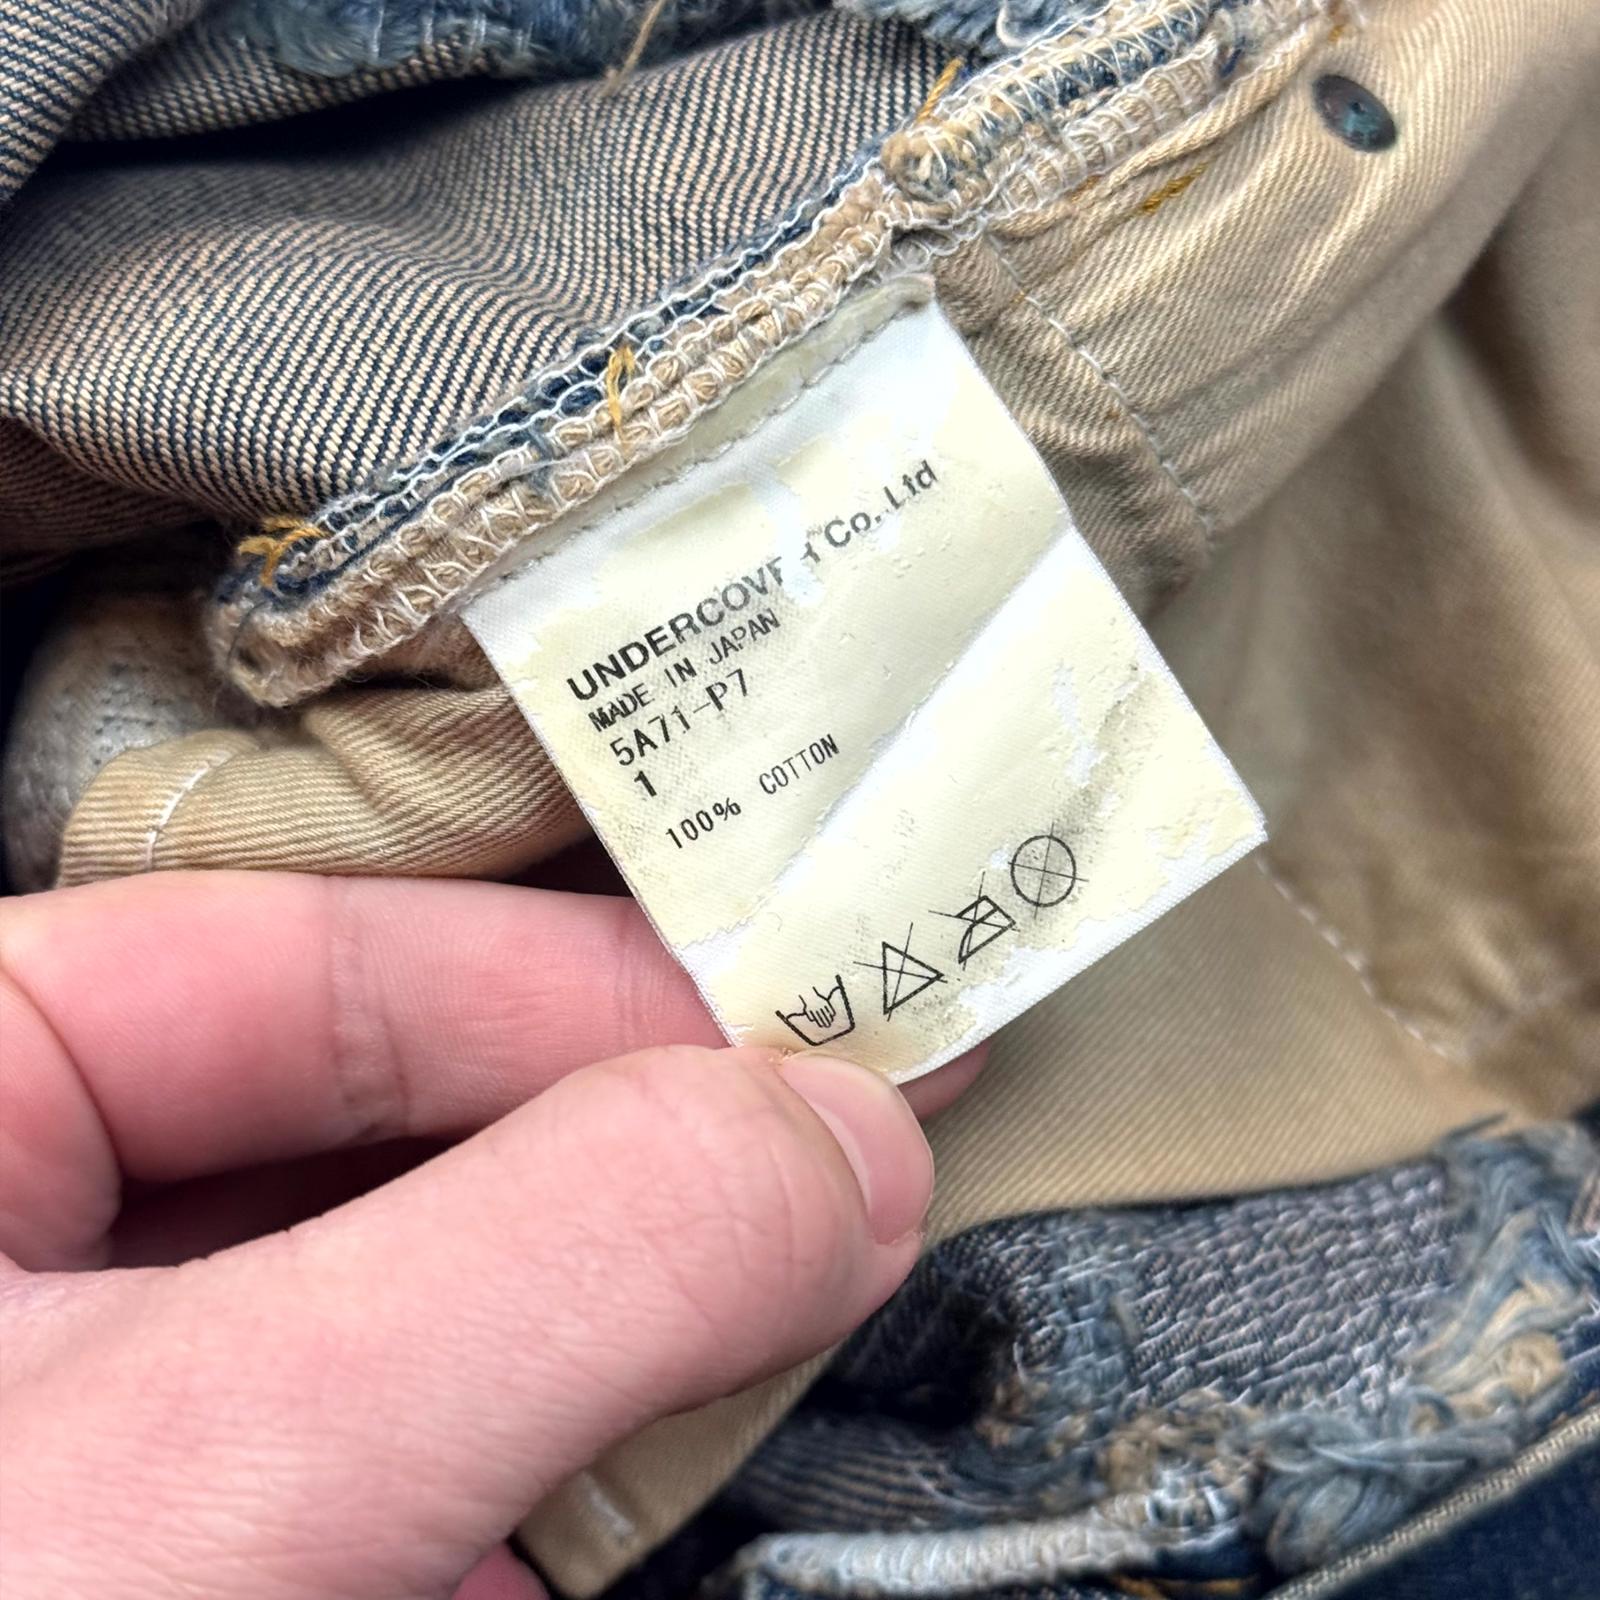 UNDERCOVER Co. Ltd
MADE IN JAPAN
5A71-P7
1
100% COTTON